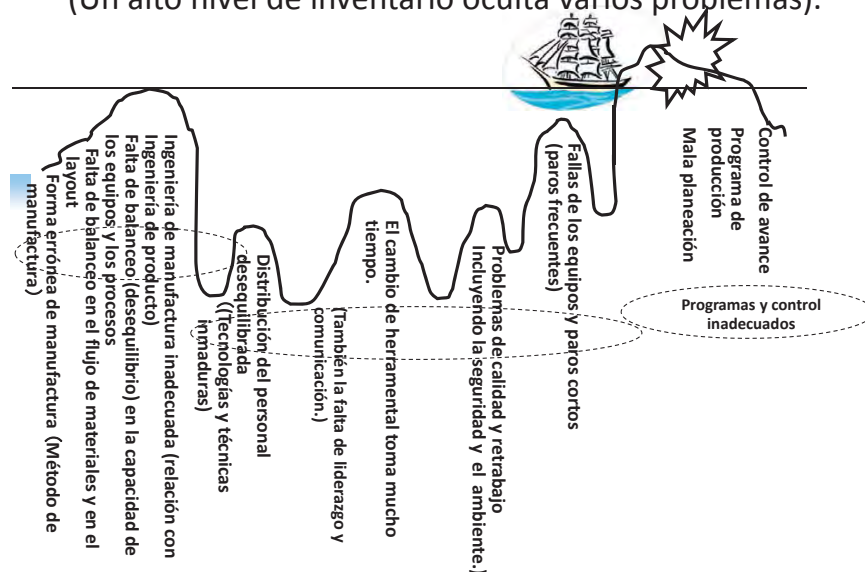 (Un alto nivel de inventario oculta varios problemas).
Forma errónea de manufactura (Método de
manufactura)
Falta de balanceo en el flujo de materiales y en el
layout
Falta de balanceo (desequilibrio) en la capacidad de
los equipos y los procesos
Ingeniería de manufactura inadecuada (relación con
Ingeniería de producto)
Distribución del personal
desequilibrada
((Tecnologías y técnicas
inmaduras)
El cambio de herramental toma mucho
tiempo.
(También la falta de liderazgo y
comunicación.)
Problemas de calidad y retrabajo
Incluyendo la seguridad y el ambiente.)
Fallas de los equipos y paros cortos
(paros frecuentes)
Control de avance
Programa de
producción
Mala planeación
Programas y control
inadecuados